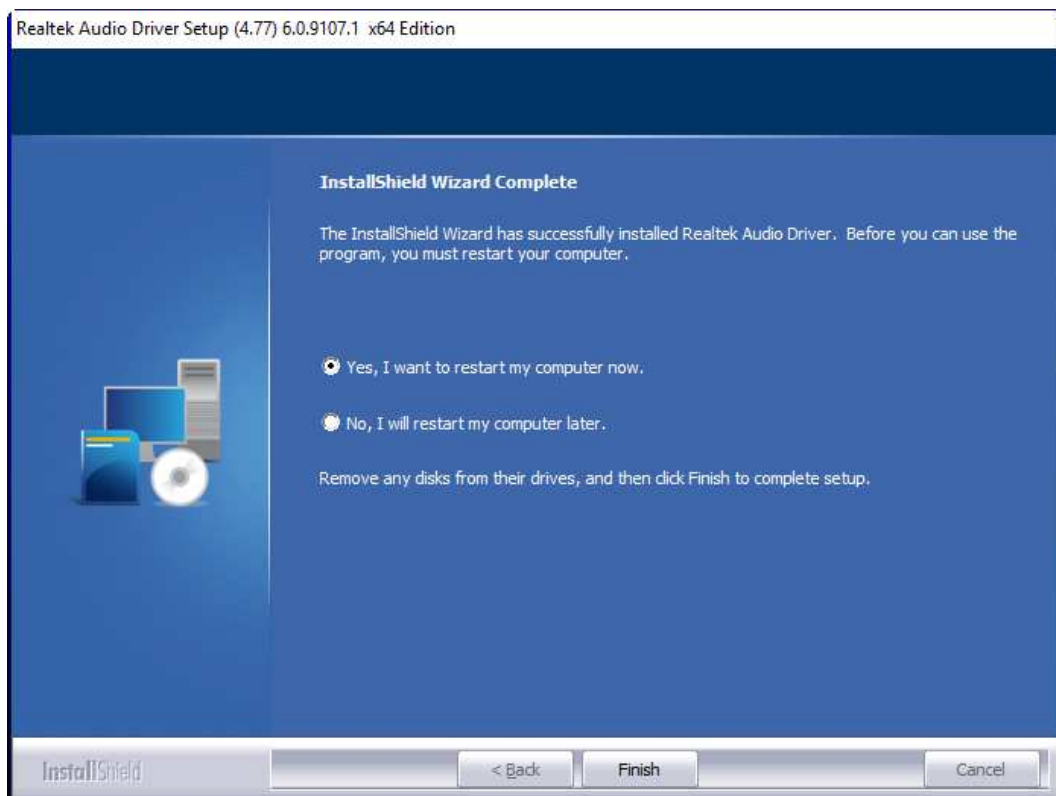 Realtek Audio Driver Setup (4.77) 6.0.9107.1 x64 Edition
InstallShield Wizard Complete
The InstallShield Wizard has successfully installed Realtek Audio Driver. Before you can use the
program, you must restart your computer.
Yes, I want to restart my computer now.
No, I will restart my computer later.
Remove any disks from their drives, and then click Finish to complete setup.
InstallShield
< Back
Finish
Cancel